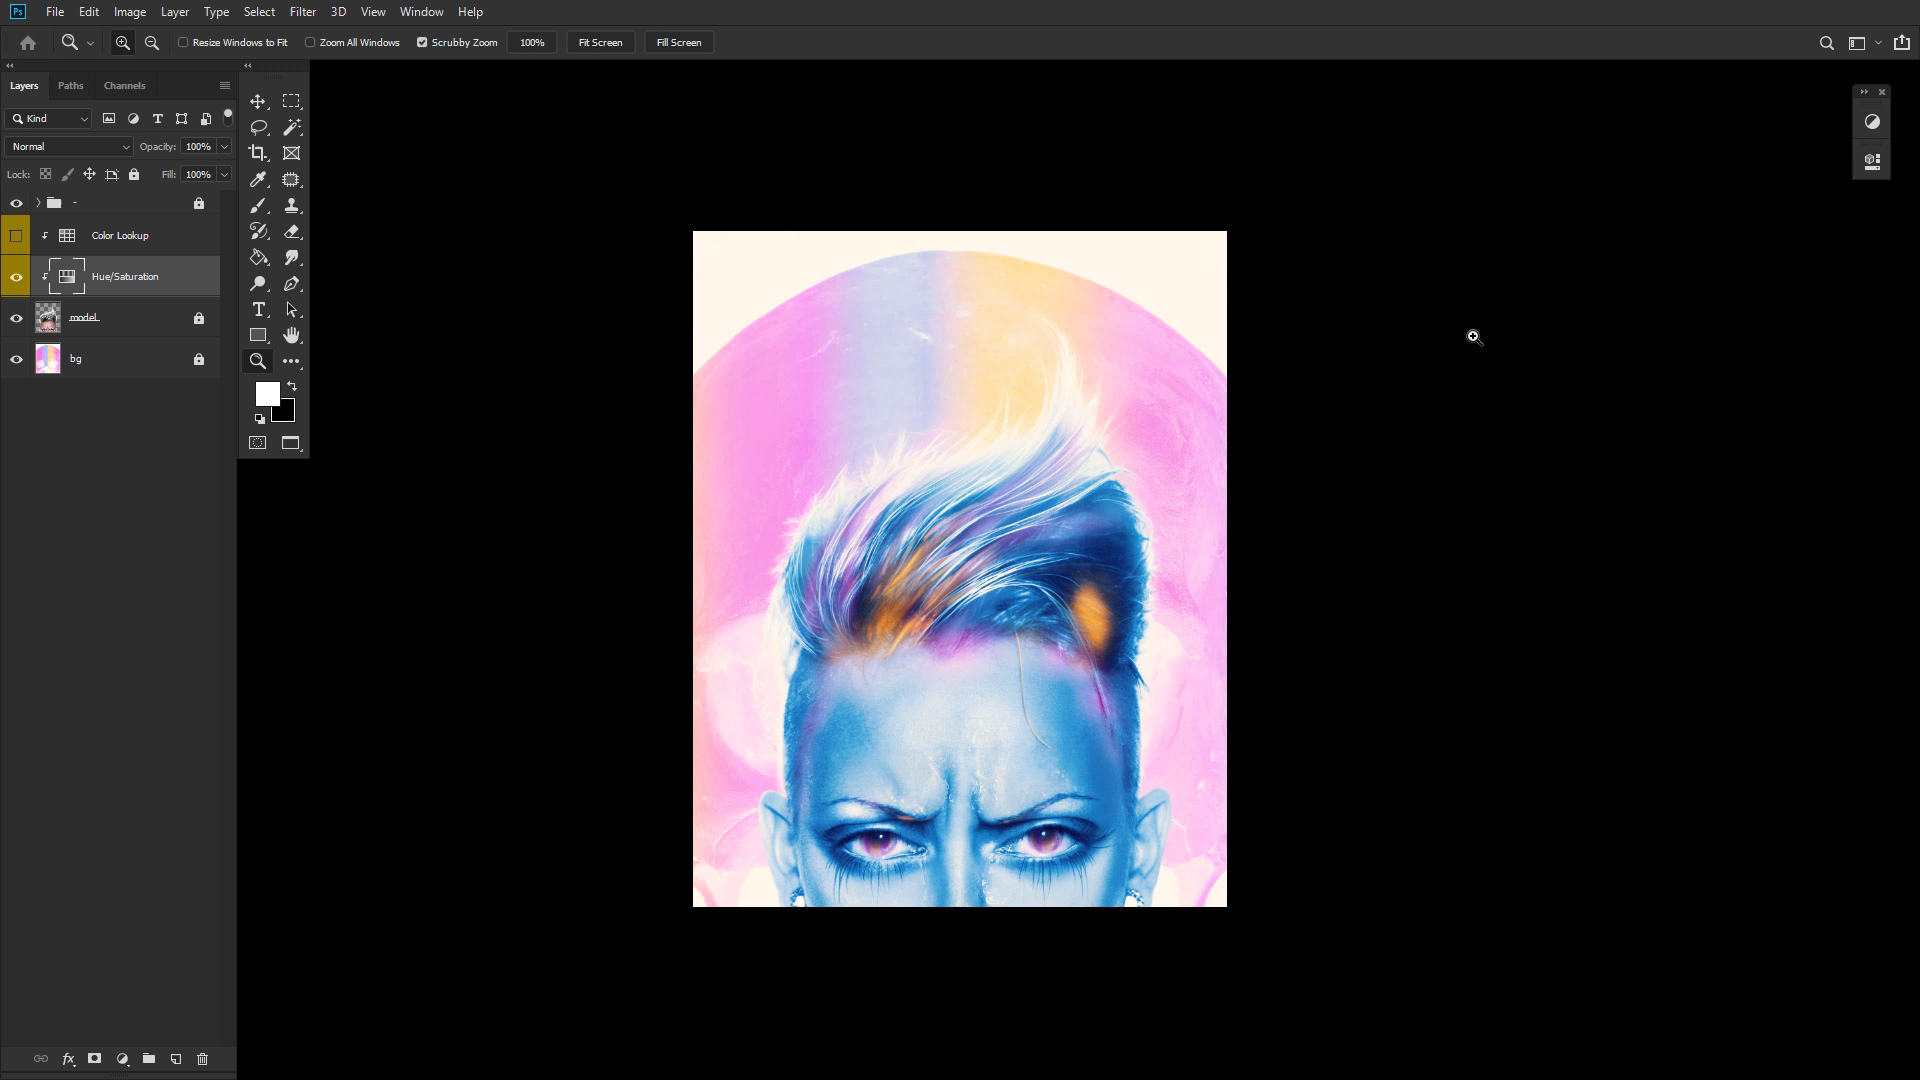 Ps File Edit Image Layer Type Select Filter 3D View Window Help
Resize Windows to Fit Zoom All Windows Scrubby Zoom 100% Fit Screen Fill Screen
Layers Paths Channels
Kind
Normal Opacity: 100%
Lock: Fill: 100%
-
Color Lookup
Hue/Saturation
model
bg
fx